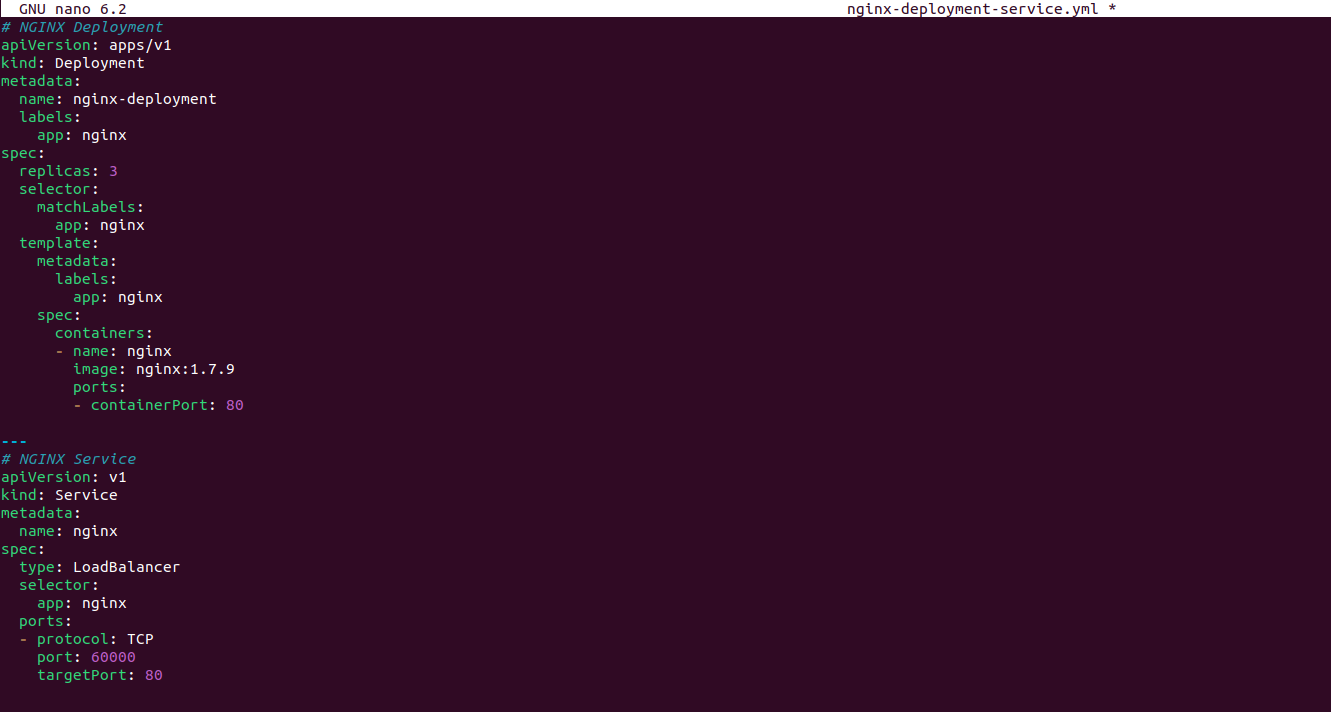 GNU nano 6.2 nginx-deployment-service.yml *
# NGINX Deployment
apiVersion: apps/v1
kind: Deployment
metadata:
  name: nginx-deployment
  labels:
    app: nginx
spec:
  replicas: 3
  selector:
    matchLabels:
      app: nginx
  template:
    metadata:
      labels:
        app: nginx
    spec:
      containers:
      - name: nginx
        image: nginx:1.7.9
        ports:
        - containerPort: 80

---
# NGINX Service
apiVersion: v1
kind: Service
metadata:
  name: nginx
spec:
  type: LoadBalancer
  selector:
    app: nginx
  ports:
  - protocol: TCP
    port: 60000
    targetPort: 80